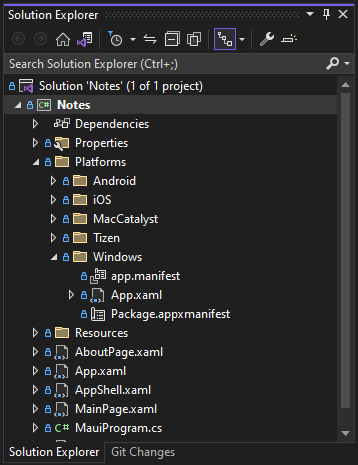 Solution Explorer
Search Solution Explorer (Ctrl+;)
Solution 'Notes' (1 of 1 project)
C# Notes
Dependencies
Properties
Platforms
Android
iOS
MacCatalyst
Tizen
Windows
app.manifest
App.xaml
Package.appxmanifest
Resources
AboutPage.xaml
App.xaml
AppShell.xaml
MainPage.xaml
C# MauiProgram.cs
Solution Explorer Git Changes